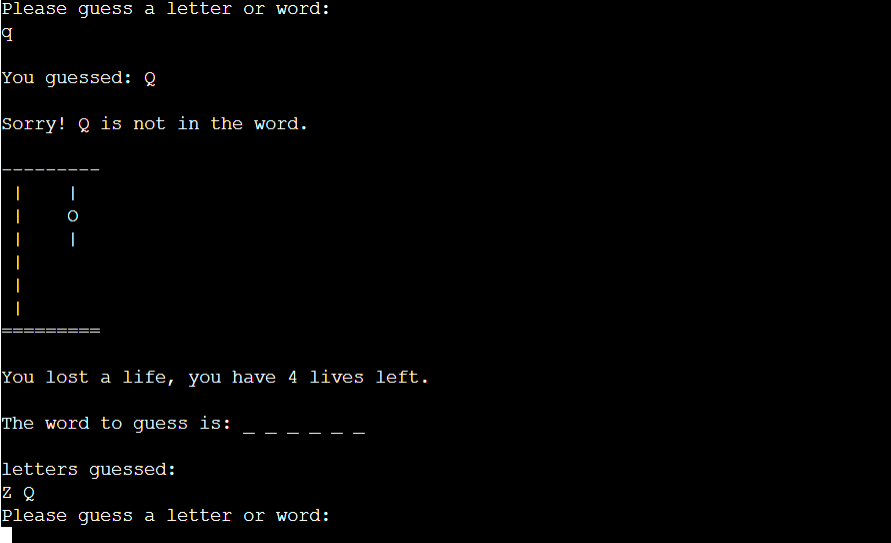 Please guess a letter or word:
q
You guessed: Q
Sorry! Q is not in the word.
---------
|    |
|    O
|    |
|
|
|
=========
You lost a life, you have 4 lives left.
The word to guess is: _ _ _ _ _ _
letters guessed:
Z Q
Please guess a letter or word: